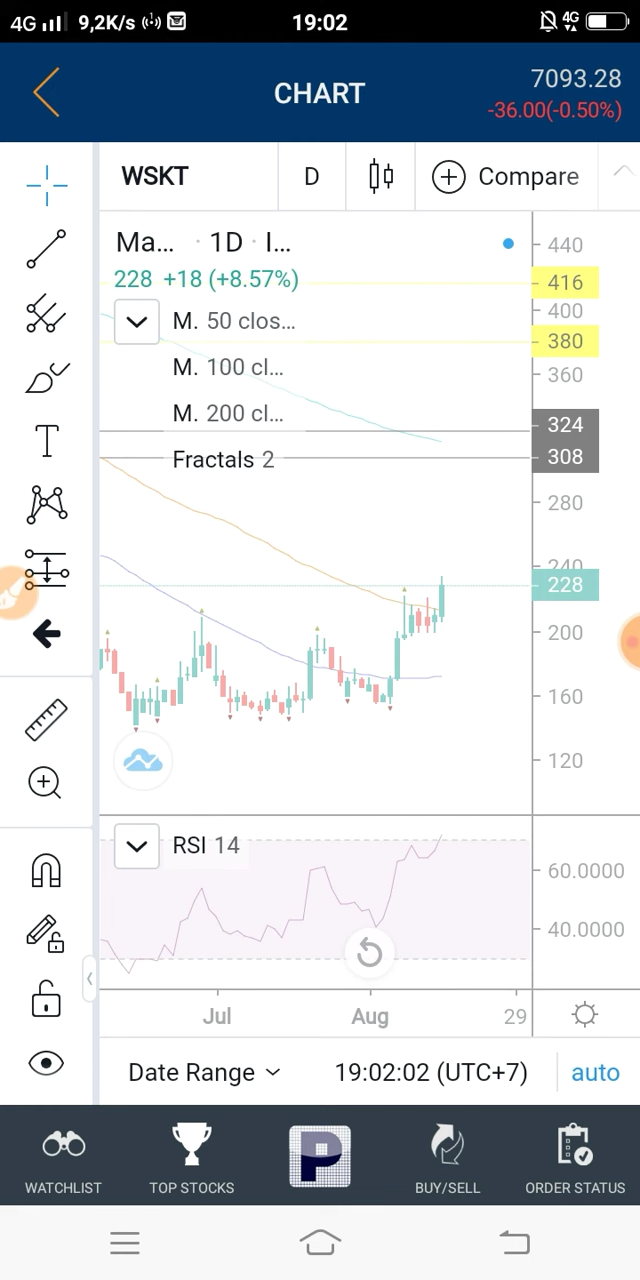 4G 9,2K/s 19:02 4G
CHART
7093.28
-36.00(-0.50%)
WSKT D Compare
Ma... · 1D · I...
228 +18 (+8.57%)
M. 50 clos...
M. 100 cl...
M. 200 cl...
Fractals 2
440
416
400
380
360
324
308
280
240
228
200
160
120
T
RSI 14
60.0000
40.0000
Jul Aug 29
Date Range 19:02:02 (UTC+7) auto
P
WATCHLIST TOP STOCKS BUY/SELL ORDER STATUS